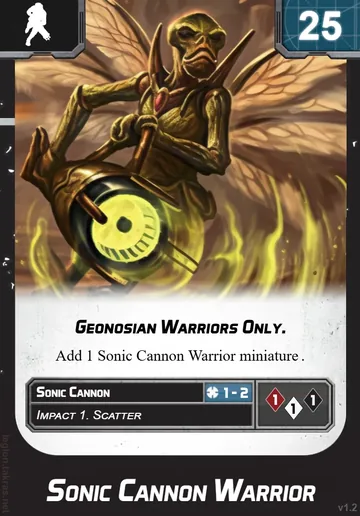 25
GEONOSIAN WARRIORS ONLY.
Add 1 Sonic Cannon Warrior miniature .
SONIC CANNON 1 - 2
IMPACT 1. SCATTER
1 1 1
SONIC CANNON WARRIOR
v1.2